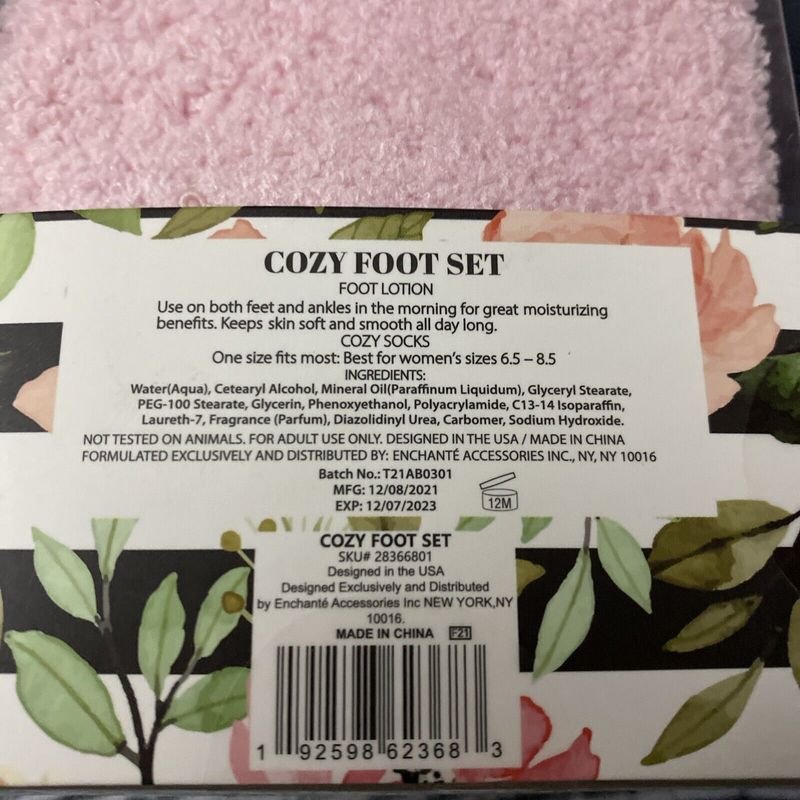 COZY FOOT SET
FOOT LOTION
Use on both feet and ankles in the morning for great moisturizing
benefits. Keeps skin soft and smooth all day long.
COZY SOCKS
One size fits most: Best for women's sizes 6.5 – 8.5
INGREDIENTS:
Water(Aqua), Cetearyl Alcohol, Mineral Oil(Paraffinum Liquidum), Glyceryl Stearate,
PEG-100 Stearate, Glycerin, Phenoxyethanol, Polyacrylamide, C13-14 Isoparaffin,
Laureth-7, Fragrance (Parfum), Diazolidinyl Urea, Carbomer, Sodium Hydroxide.
NOT TESTED ON ANIMALS. FOR ADULT USE ONLY. DESIGNED IN THE USA / MADE IN CHINA
FORMULATED EXCLUSIVELY AND DISTRIBUTED BY: ENCHANTÉ ACCESSORIES INC., NY, NY 10016
Batch No.: T21AB0301
MFG: 12/08/2021
EXP: 12/07/2023
12M
COZY FOOT SET
SKU# 28366801
Designed in the USA
Designed Exclusively and Distributed
by Enchanté Accessories Inc NEW YORK,NY
10016.
MADE IN CHINA F21
1 92598 62368 3